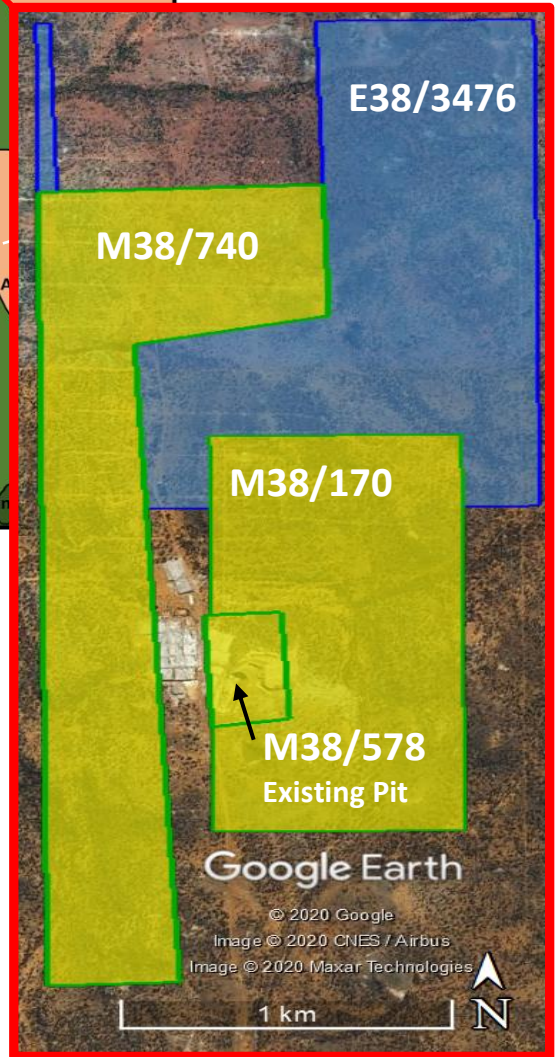 E38/3476
M38/740
M38/170
M38/578
Existing Pit
Google Earth
© 2020 Google
Image © 2020 CNES / Airbus
Image © 2020 Maxar Technologies
1 km
N